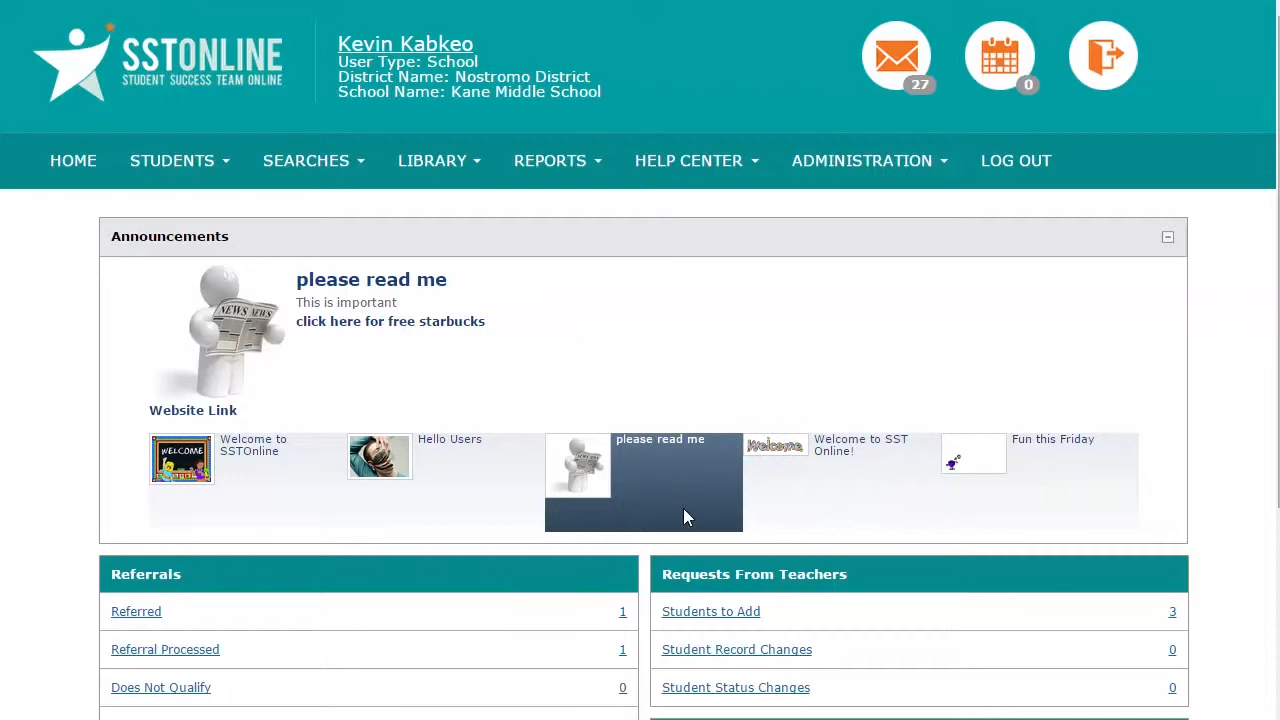 SSTONLINE
STUDENT SUCCESS TEAM ONLINE
Kevin Kabkeo
User Type: School
District Name: Nostromo District
School Name: Kane Middle School
27
0
HOME STUDENTS SEARCHES LIBRARY REPORTS HELP CENTER ADMINISTRATION LOG OUT
Announcements
NEWS NEWS
please read me
This is important
click here for free starbucks
Website Link
WELCOME
Welcome to
SSTOnline
Hello Users
please read me
Welcome
Welcome to SST
Online!
Fun this Friday
Referrals
Referred 1
Referral Processed 1
Does Not Qualify 0
Requests From Teachers
Students to Add 3
Student Record Changes 0
Student Status Changes 0